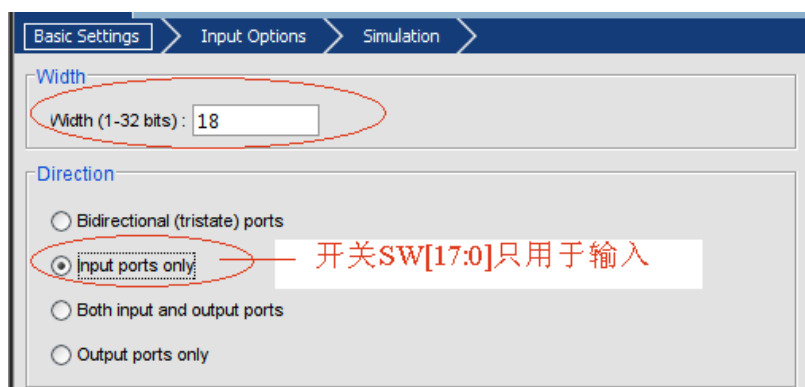 Basic Settings Input Options Simulation
Width
Width (1-32 bits) : 18
Direction
Bidirectional (tristate) ports
Input ports only 开关SW[17:0]只用于输入
Both input and output ports
Output ports only